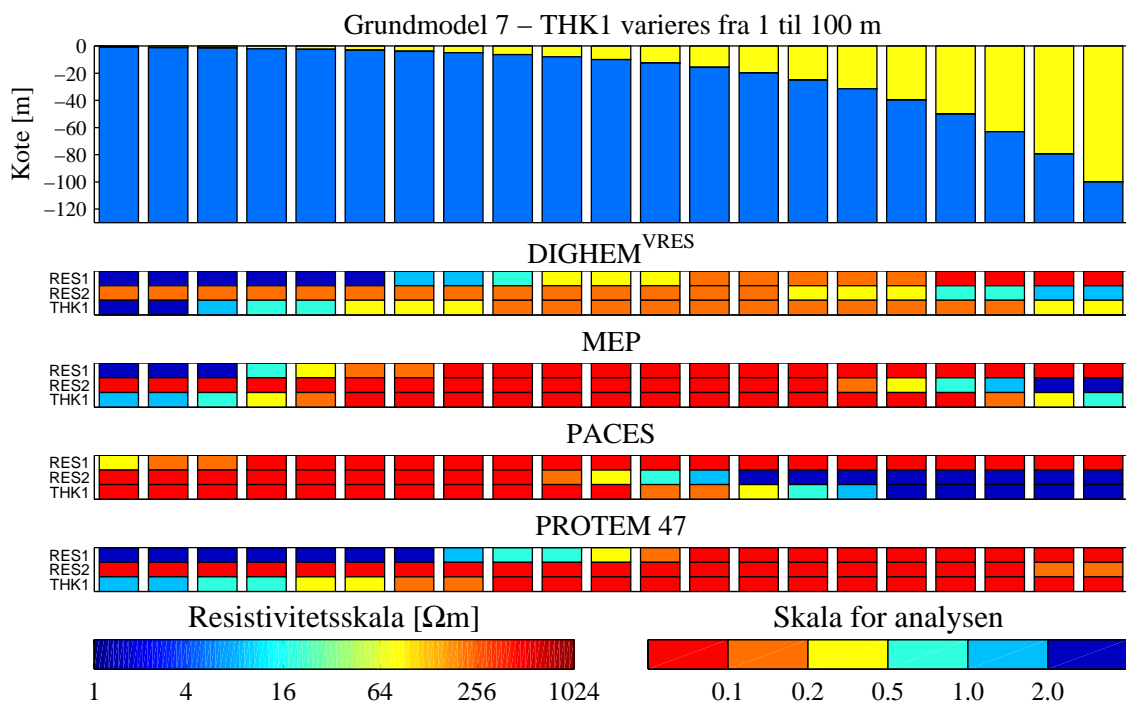 Grundmodel 7 – THK1 varieres fra 1 til 100 m
Kote [m]
0
−20
−40
−60
−80
−100
−120
DIGHEM^VRES
RES1
RES2
THK1
MEP
RES1
RES2
THK1
PACES
RES1
RES2
THK1
PROTEM 47
RES1
RES2
THK1
Resistivitetsskala [Ωm]
1 4 16 64 256 1024
Skala for analysen
0.1 0.2 0.5 1.0 2.0